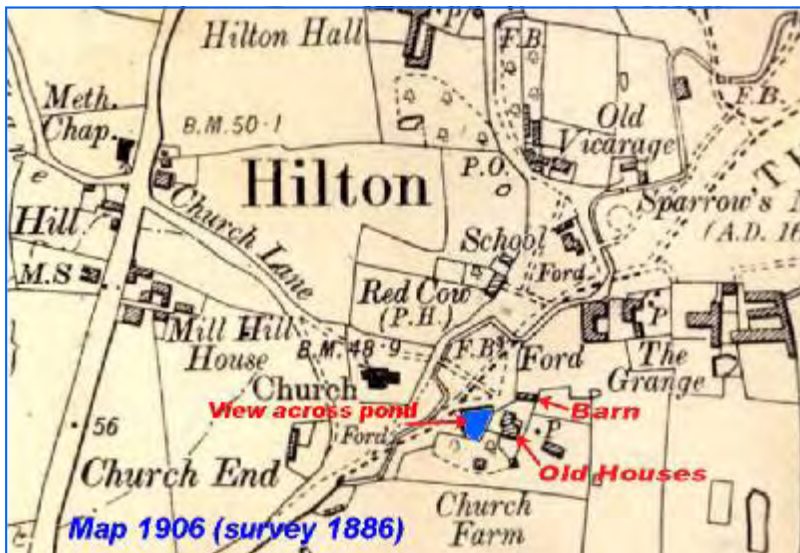 Hilton Hall
P.
F.B.
Meth.
Chap.
B.M. 50·1
Old
Vicarage
F.B.
P.O.
Hilton
Sparrow's
(A.D. 16
Hill
Church Lane
School
Ford
M.S
Red Cow
(P.H.)
Mill Hill
House
B.M. 48·9
(F.B.)
Ford
P
The
Grange
Church
View across pond
Barn
Ford
P
56
Church End
Old Houses
Church
Farm
Map 1906 (survey 1886)